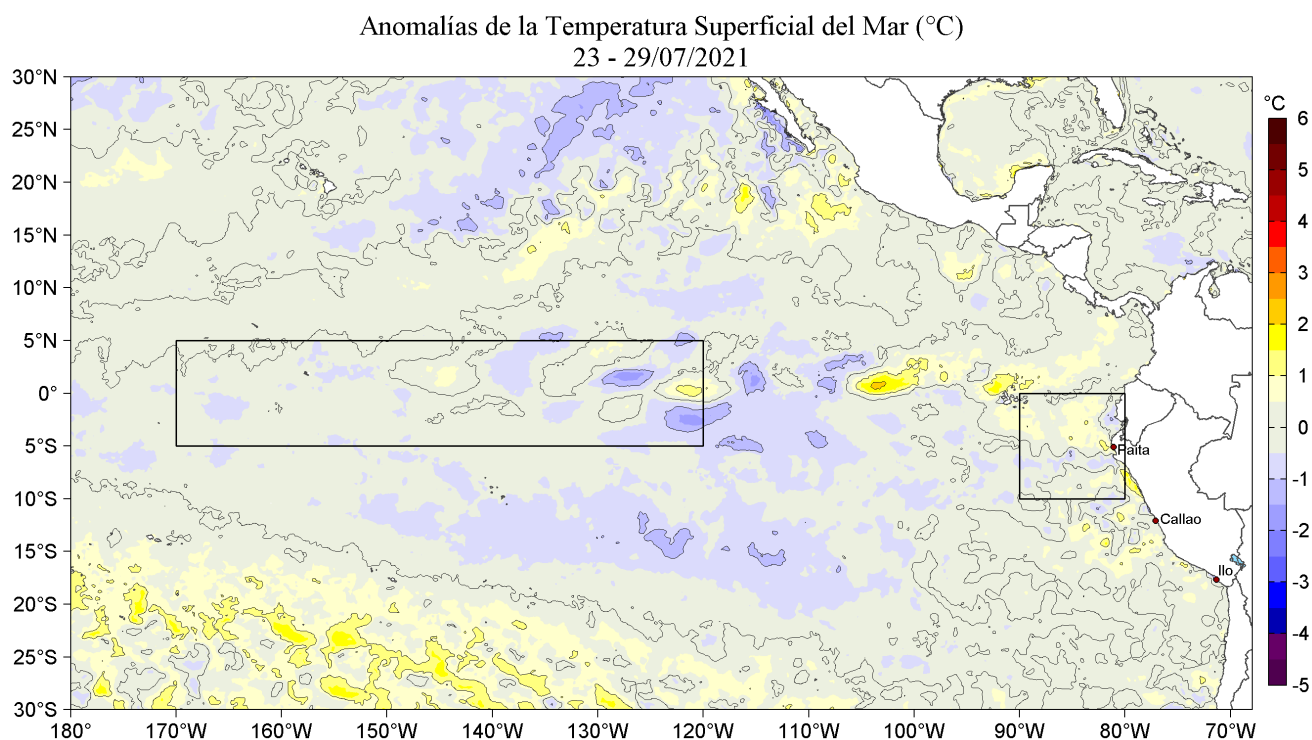 Anomalías de la Temperatura Superficial del Mar (°C)
23 - 29/07/2021
30°N
25°N
20°N
15°N
10°N
5°N
0°
5°S
10°S
15°S
20°S
25°S
30°S
180°
170°W
160°W
150°W
140°W
130°W
120°W
110°W
100°W
90°W
80°W
70°W
Paita
Callao
Ilo
°C
6
5
4
3
2
1
0
-1
-2
-3
-4
-5